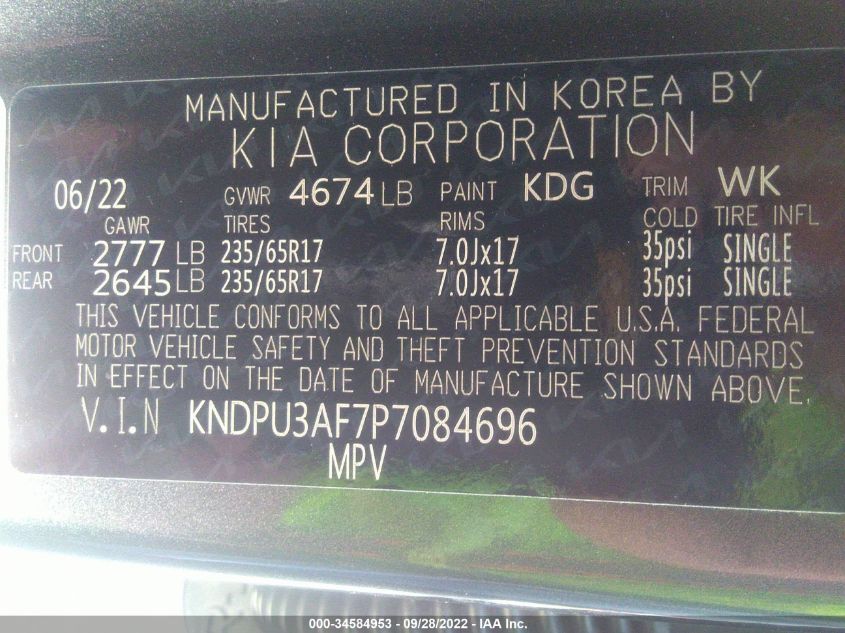 MANUFACTURED IN KOREA BY
KIA CORPORATION
06/22 GVWR 4674 LB PAINT KDG TRIM WK
GAWR TIRES RIMS COLD TIRE INFL
FRONT 2777 LB 235/65R17 7.0Jx17 35psi SINGLE
REAR 2645 LB 235/65R17 7.0Jx17 35psi SINGLE
THIS VEHICLE CONFORMS TO ALL APPLICABLE U.S.A. FEDERAL
MOTOR VEHICLE SAFETY AND THEFT PREVENTION STANDARDS
IN EFFECT ON THE DATE OF MANUFACTURE SHOWN ABOVE.
V.I.N KNDPU3AF7P7084696
MPV
000-34584953 - 09/28/2022 - IAA Inc.